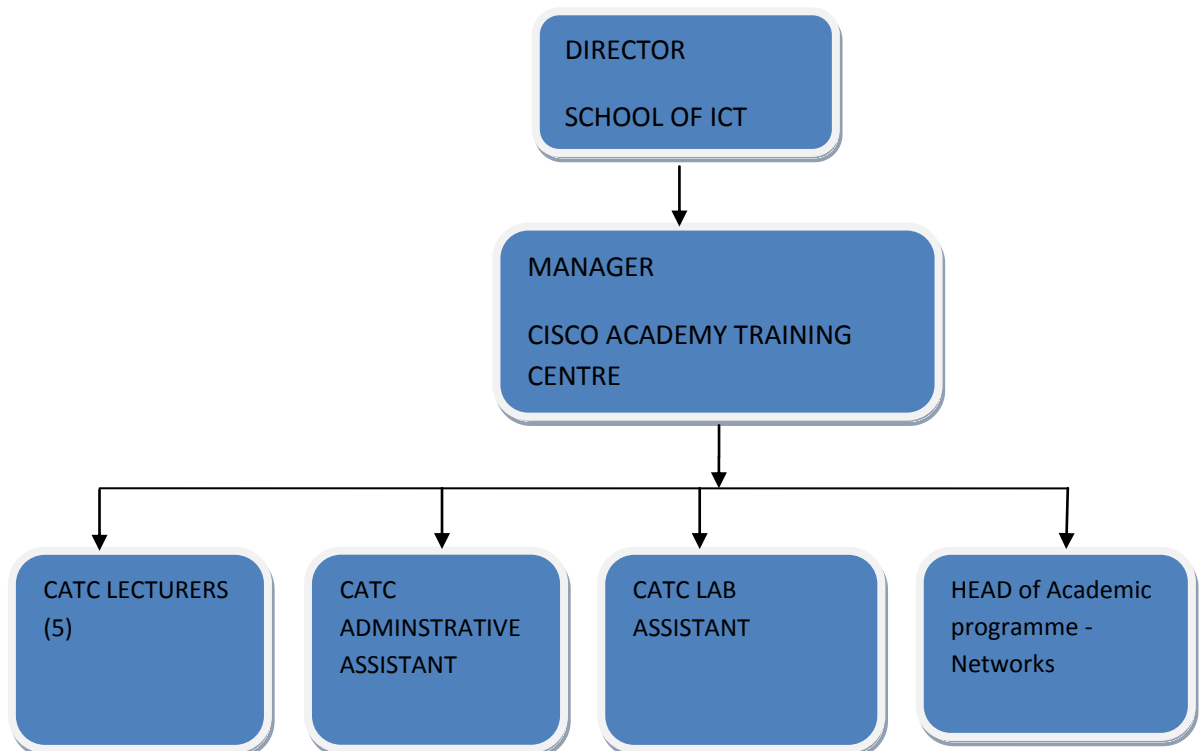 DIRECTOR
SCHOOL OF ICT
MANAGER
CISCO ACADEMY TRAINING
CENTRE
CATC LECTURERS
(5)
CATC
ADMINSTRATIVE
ASSISTANT
CATC LAB
ASSISTANT
HEAD of Academic
programme -
Networks